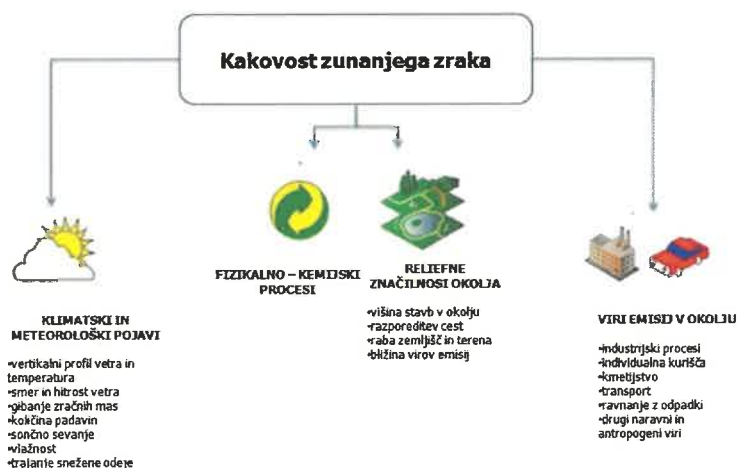 Kakovost zunanjega zraka
KLIMATSKI IN
METEOROLOŠKI POJAVI
•vertikalni profil vetra in
temperatura
•smer in hitrost vetra
•gibanje zračnih mas
•količina padavin
•sončno sevanje
•vlažnost
•trajanje snežene odeje
FIZIKALNO – KEMIJSKI
PROCESI
RELIEFNE
ZNAČILNOSI OKOLJA
•višina stavb v okolju
•razporeditev cest
•raba zemljišč in terena
•bližina virov emisij
VIRI EMISIJ V OKOLJU
•industrijski procesi
•individualna kurišča
•kmetijstvo
•transport
•ravnanje z odpadki
•drugi naravni in
antropogeni viri